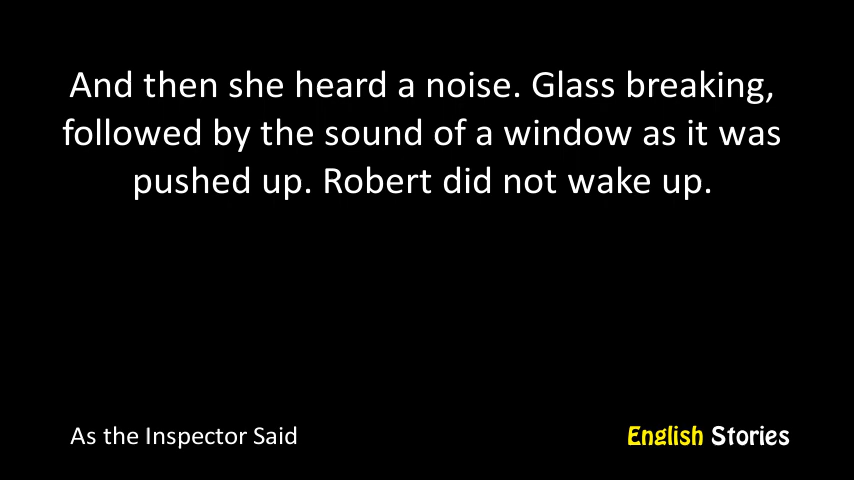 And then she heard a noise. Glass breaking,
followed by the sound of a window as it was
pushed up. Robert did not wake up.
As the Inspector Said
English Stories